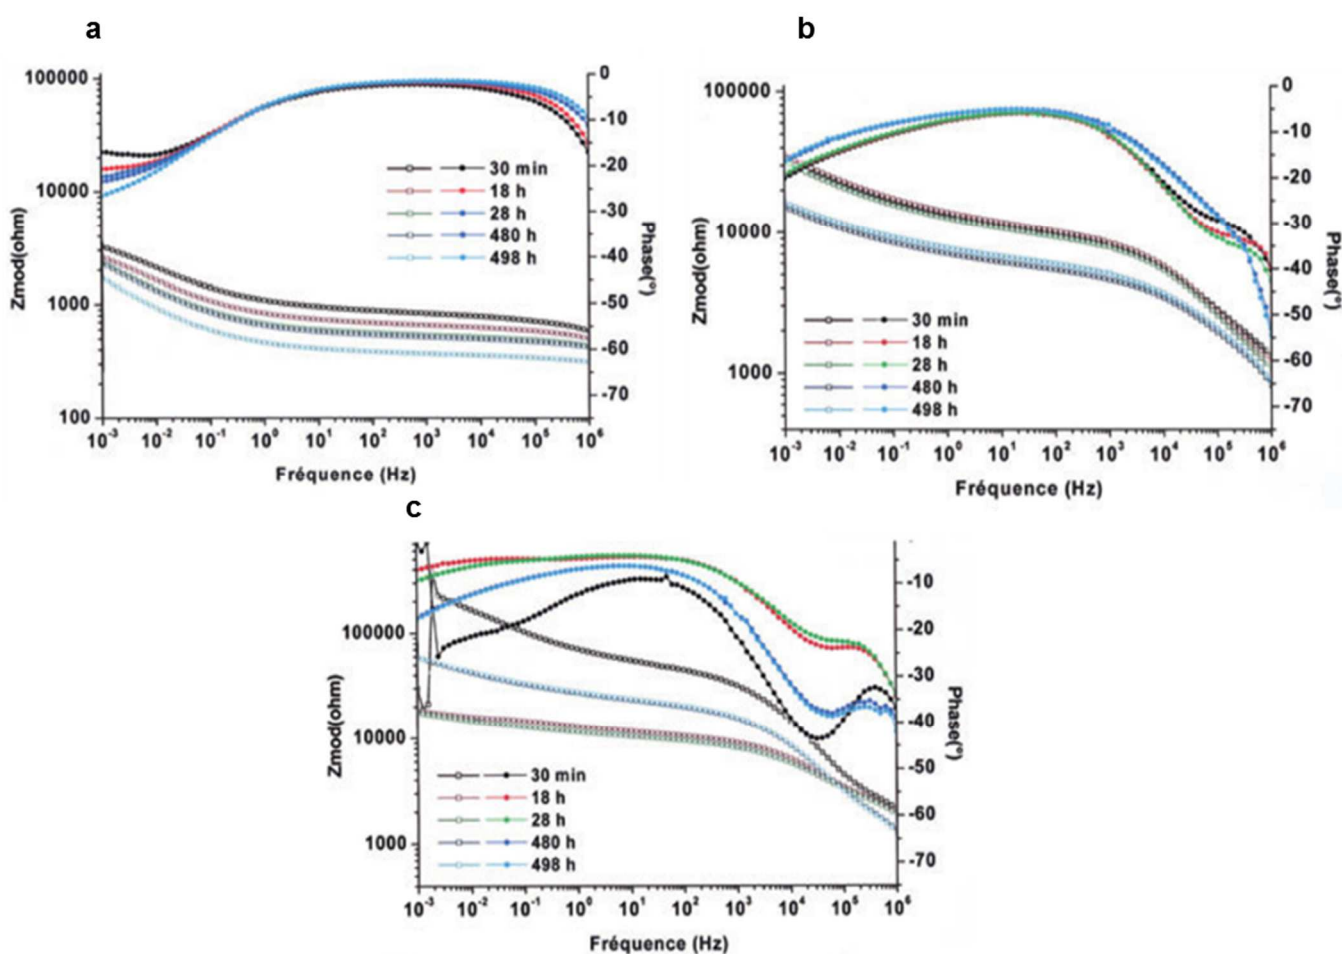 a
100000
10000
1000
100
Zmod(ohm)
0
-10
-20
-30
-40
-50
-60
-70
Phase(°)
30 min
18 h
28 h
480 h
498 h
10⁻³ 10⁻² 10⁻¹ 10⁰ 10¹ 10² 10³ 10⁴ 10⁵ 10⁶
Fréquence (Hz)
b
100000
10000
1000
Zmod(ohm)
0
-10
-20
-30
-40
-50
-60
-70
Phase(°)
30 min
18 h
28 h
480 h
498 h
10⁻³ 10⁻² 10⁻¹ 10⁰ 10¹ 10² 10³ 10⁴ 10⁵ 10⁶
Fréquence (Hz)
c
100000
10000
1000
Zmod(ohm)
-10
-20
-30
-40
-50
-60
-70
Phase(°)
30 min
18 h
28 h
480 h
498 h
10⁻³ 10⁻² 10⁻¹ 10⁰ 10¹ 10² 10³ 10⁴ 10⁵ 10⁶
Fréquence (Hz)